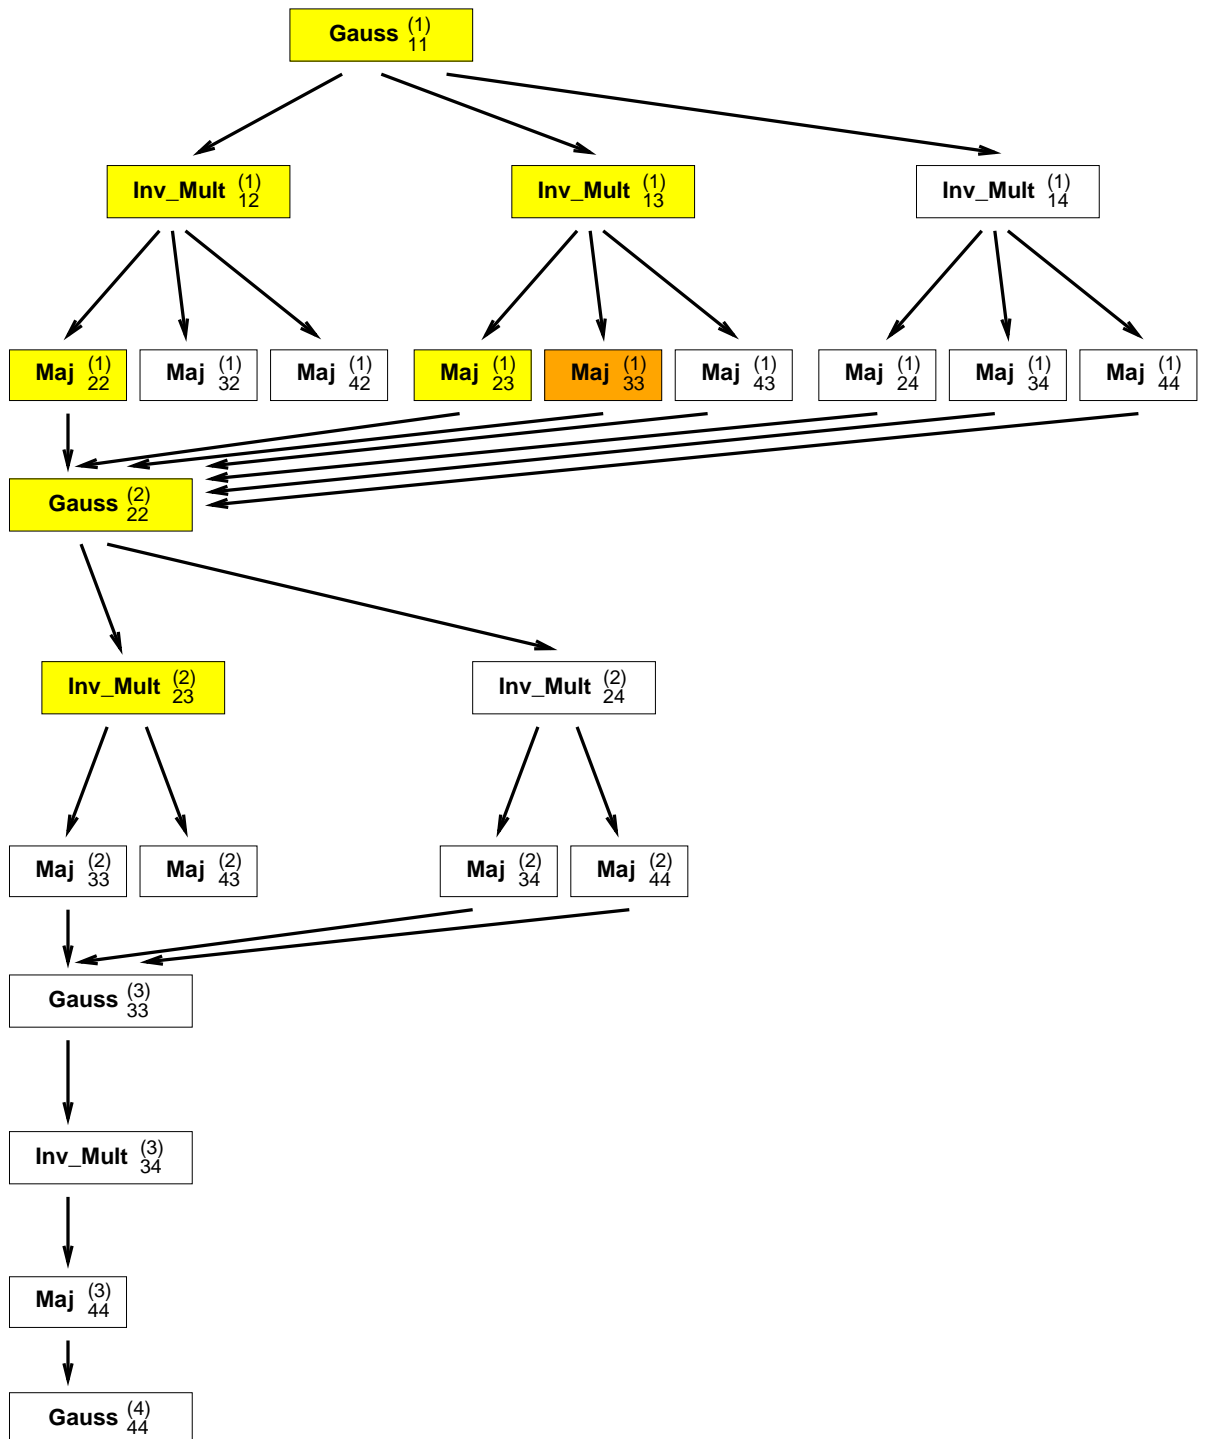 Gauss (1) 11
Inv_Mult (1) 12 Inv_Mult (1) 13 Inv_Mult (1) 14
Maj (1) 22 Maj (1) 32 Maj (1) 42 Maj (1) 23 Maj (1) 33 Maj (1) 43 Maj (1) 24 Maj (1) 34 Maj (1) 44
Gauss (2) 22
Inv_Mult (2) 23 Inv_Mult (2) 24
Maj (2) 33 Maj (2) 43 Maj (2) 34 Maj (2) 44
Gauss (3) 33
Inv_Mult (3) 34
Maj (3) 44
Gauss (4) 44